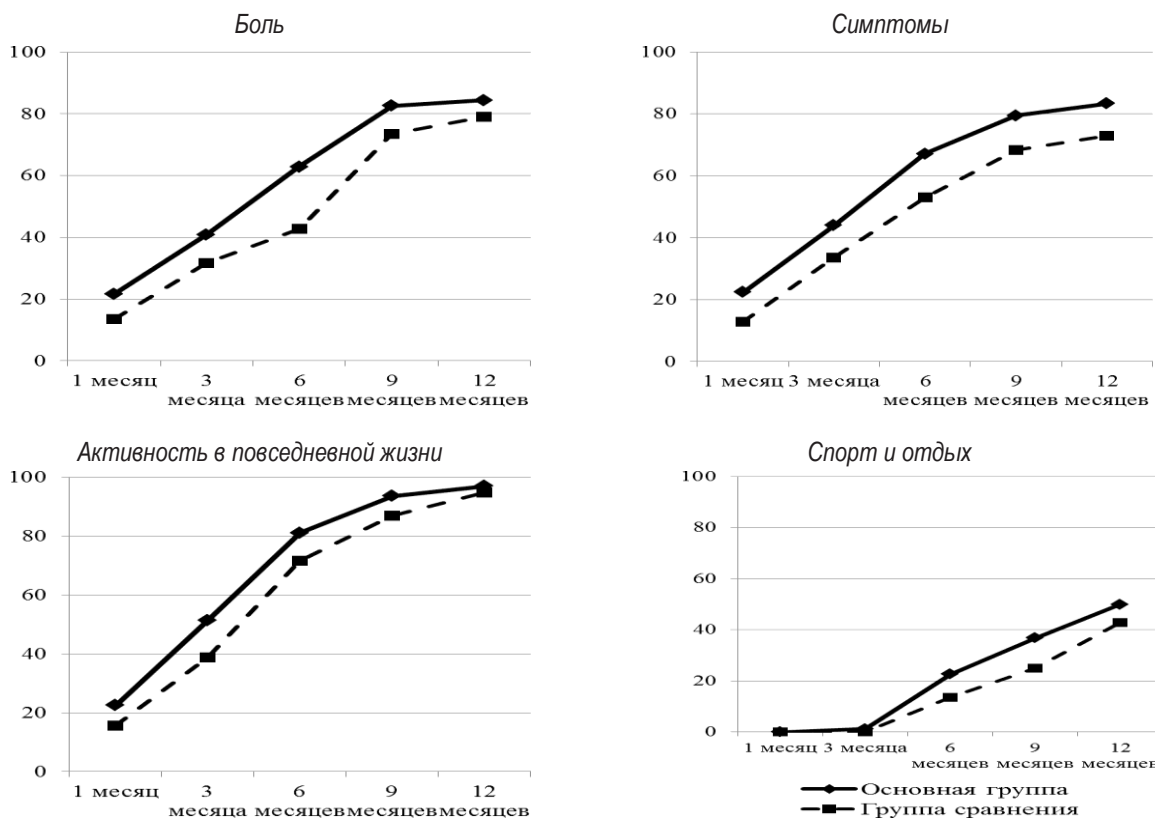 Боль
100
80
60
40
20
0
1 месяц
3
месяца
6
месяцев
9
месяцев
12
месяцев
Симптомы
100
80
60
40
20
0
1 месяц
3 месяца
6
месяцев
9
месяцев
12
месяцев
Активность в повседневной жизни
100
80
60
40
20
0
1 месяц
3
месяца
6
месяцев
9
месяцев
12
месяцев
Спорт и отдых
100
80
60
40
20
0
1 месяц
3 месяца
6
месяцев
9
месяцев
12
месяцев
Основная группа
Группа сравнения